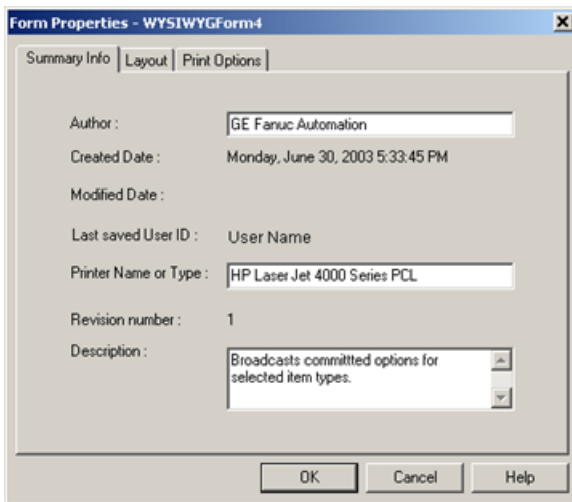 Form Properties - WYSIWYGForm4
Summary Info Layout Print Options
Author : GE Fanuc Automation
Created Date : Monday, June 30, 2003 5:33:45 PM
Modified Date :
Last saved User ID : User Name
Printer Name or Type : HP LaserJet 4000 Series PCL
Revision number : 1
Description : Broadcasts committted options for
selected item types.
OK Cancel Help